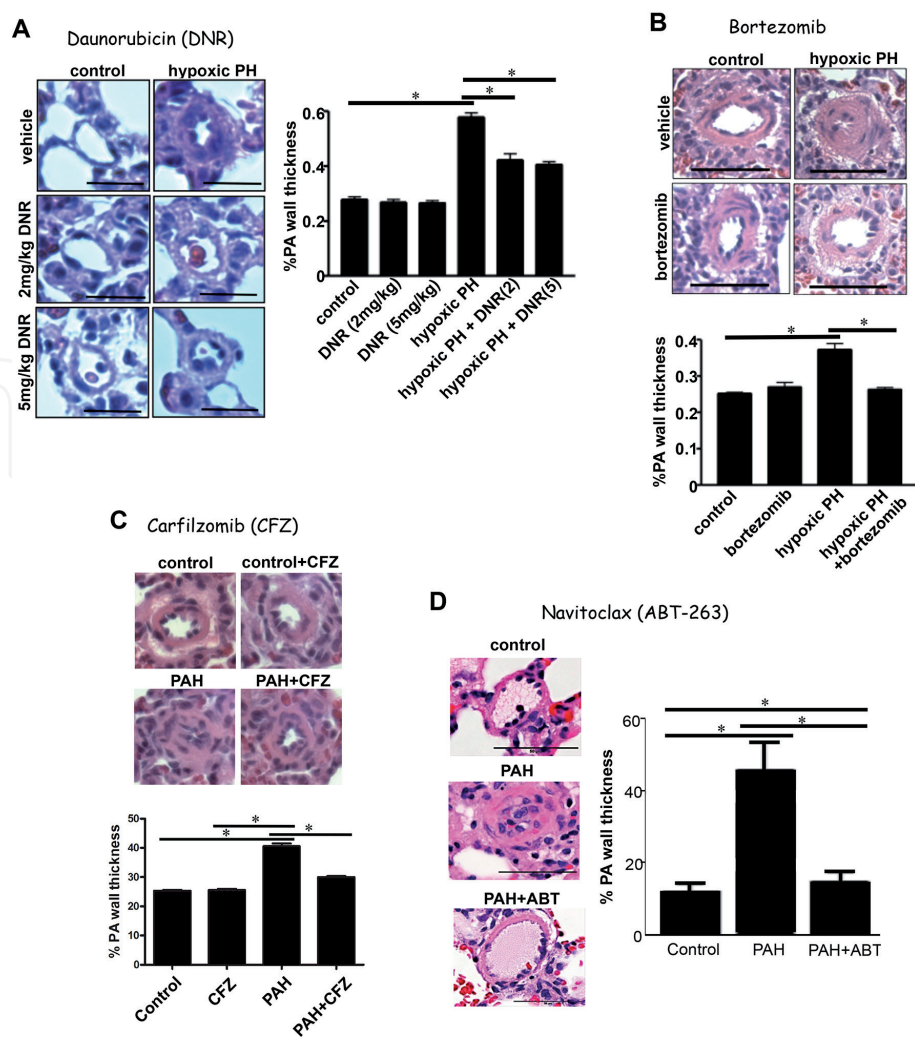 A
Daunorubicin (DNR)
control
hypoxic PH
vehicle
2mg/kg DNR
5mg/kg DNR
%PA wall thickness
0.6
0.4
0.2
0
*
*
*
control
DNR (2mg/kg)
DNR (5mg/kg)
hypoxic PH
hypoxic PH + DNR(2)
hypoxic PH + DNR(5)
B
Bortezomib
control
hypoxic PH
vehicle
bortezomib
%PA wall thickness
0.4
0.3
0.2
0.1
0
*
*
control
bortezomib
hypoxic PH
hypoxic PH
+bortezomib
C
Carfilzomib (CFZ)
control
control+CFZ
PAH
PAH+CFZ
% PA wall thickness
50
40
30
20
10
0
*
*
*
Control
CFZ
PAH
PAH+CFZ
D
Navitoclax (ABT-263)
control
PAH
PAH+ABT
% PA wall thickness
60
40
20
0
*
*
*
Control
PAH
PAH+ABT